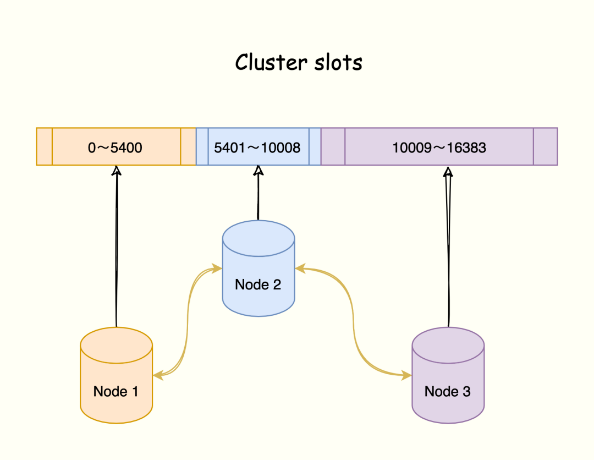 Cluster slots
0～5400
5401～10008
10009～16383
Node 2
Node 1
Node 3